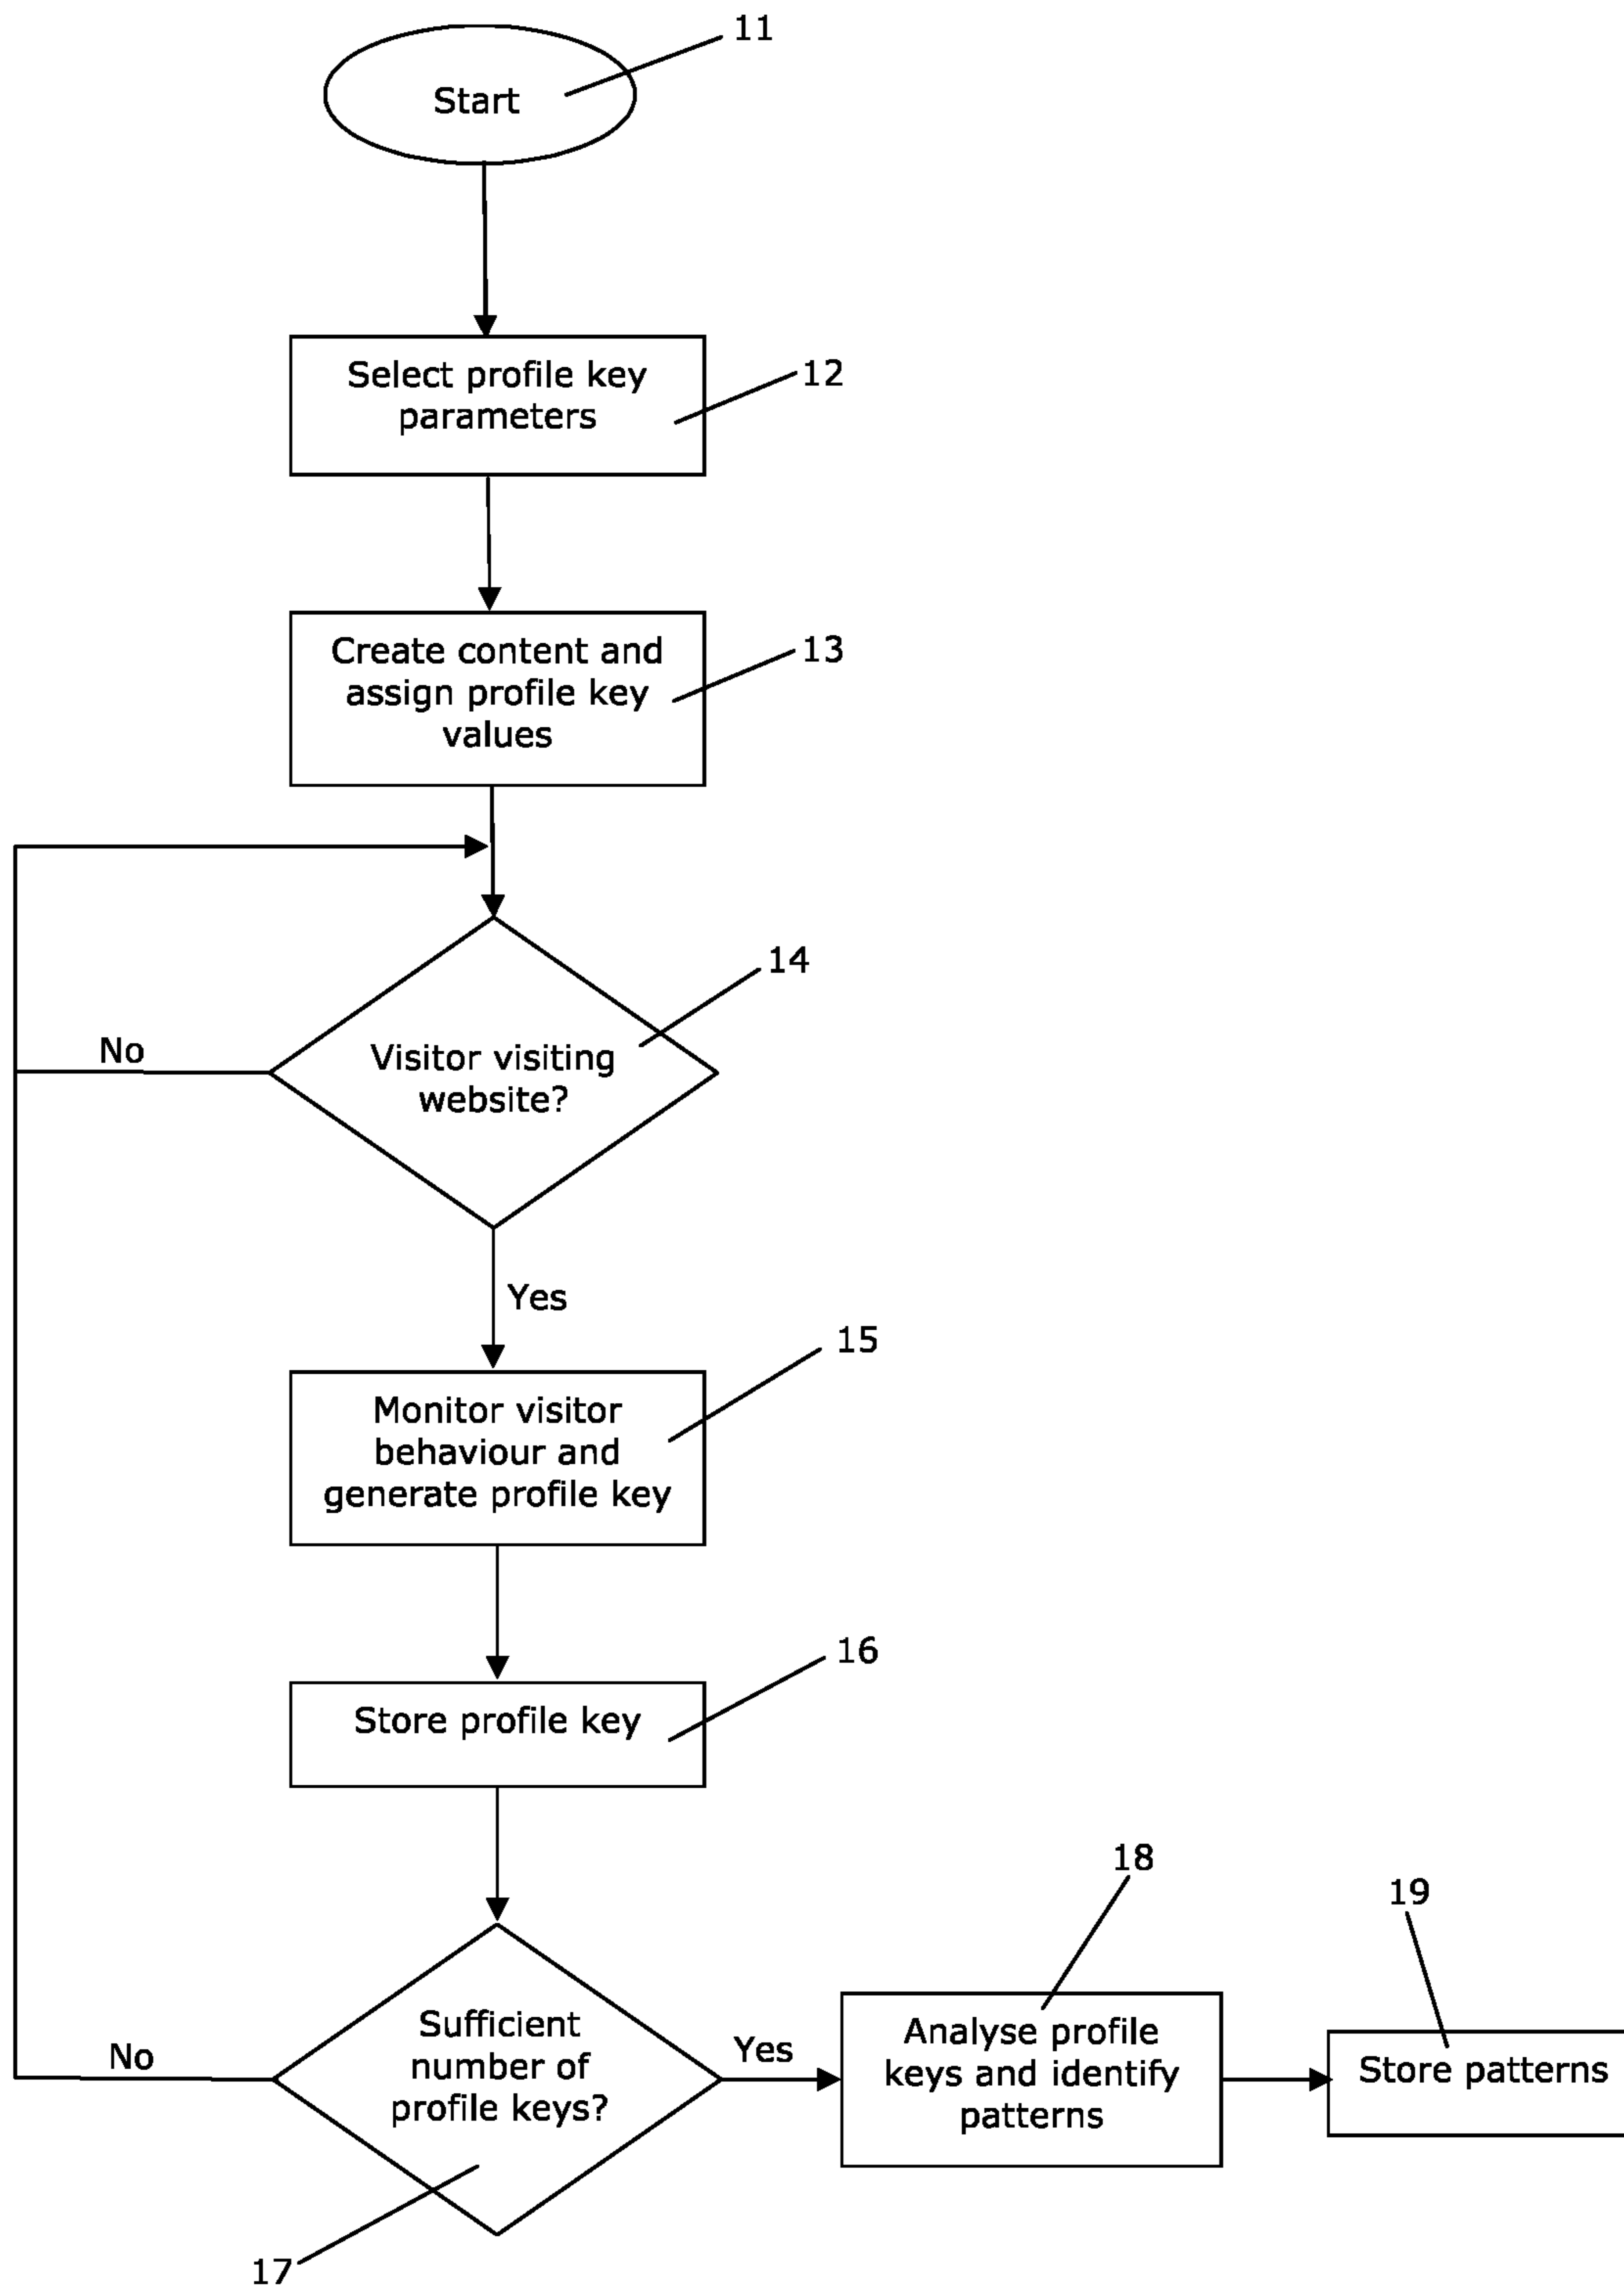 11
Start
Select profile key
parameters
12
Create content and
assign profile key
values
13
14
No
Visitor visiting
website?
Yes
15
Monitor visitor
behaviour and
generate profile key
16
Store profile key
18
19
No
Sufficient
number of
profile keys?
Yes
Analyse profile
keys and identify
patterns
Store patterns
17